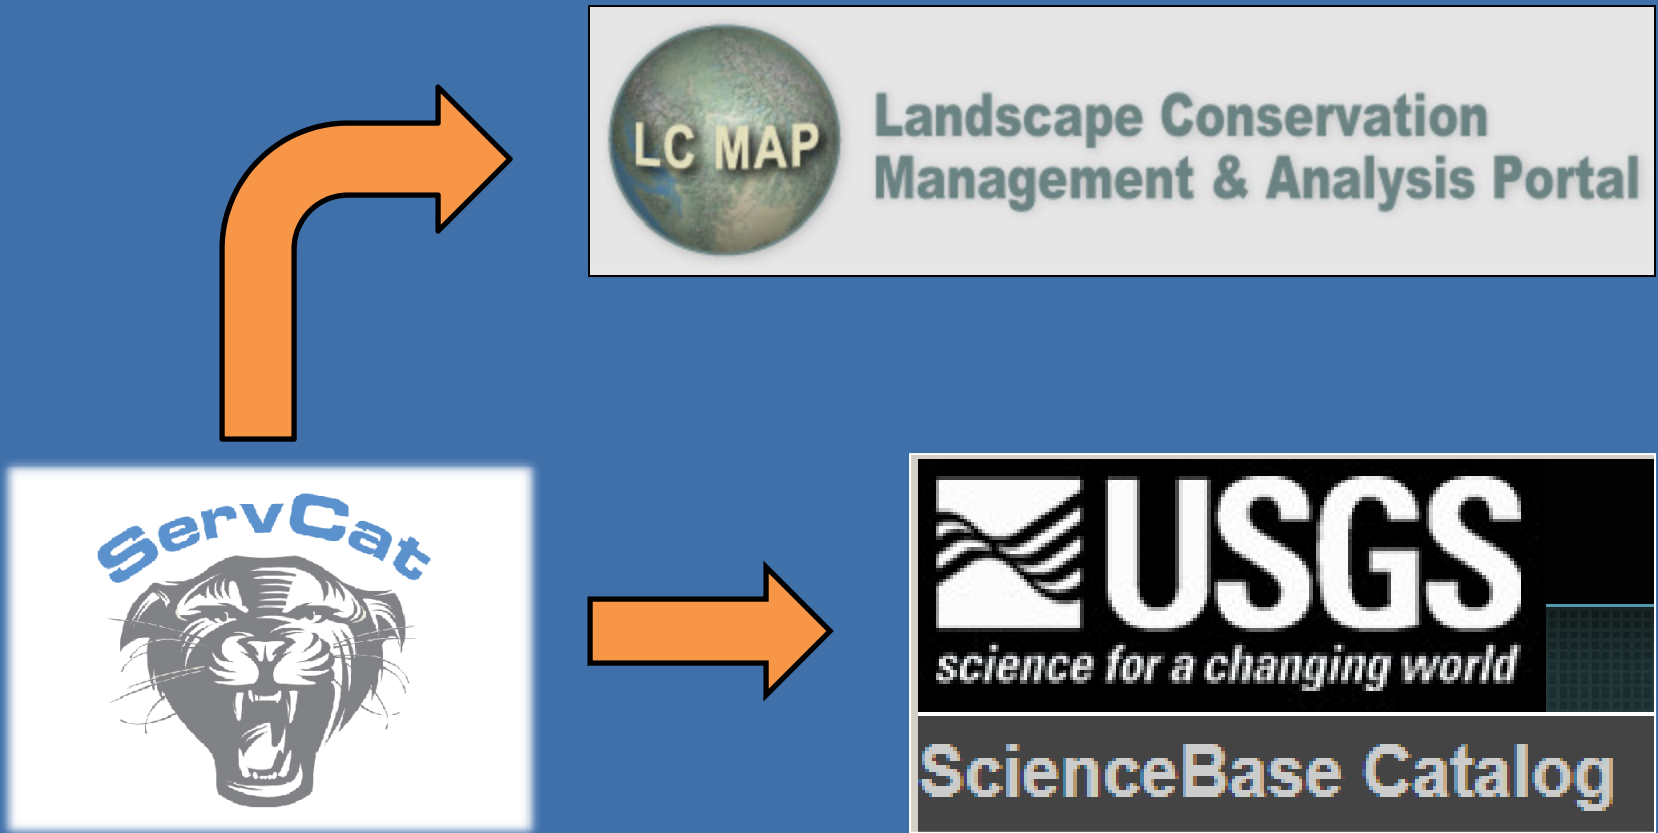 LC MAP
Landscape Conservation
Management & Analysis Portal
ServCat
USGS
science for a changing world
ScienceBase Catalog